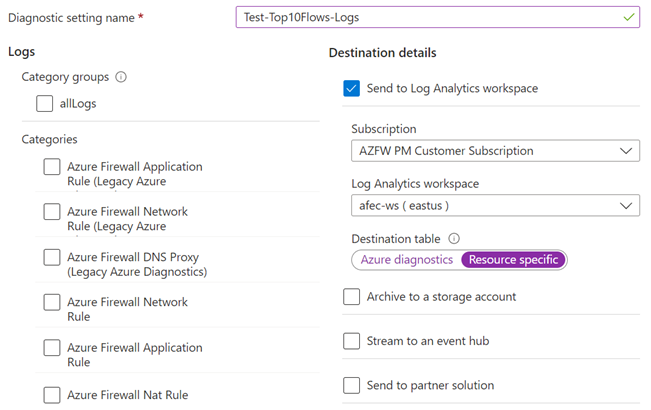 Diagnostic setting name *
Test-Top10Flows-Logs
Logs
Category groups
allLogs
Categories
Azure Firewall Application
Rule (Legacy Azure
Azure Firewall Network
Rule (Legacy Azure
Azure Firewall DNS Proxy
(Legacy Azure Diagnostics)
Azure Firewall Network
Rule
Azure Firewall Application
Rule
Azure Firewall Nat Rule
Destination details
Send to Log Analytics workspace
Subscription
AZFW PM Customer Subscription
Log Analytics workspace
afec-ws ( eastus )
Destination table
Azure diagnostics
Resource specific
Archive to a storage account
Stream to an event hub
Send to partner solution